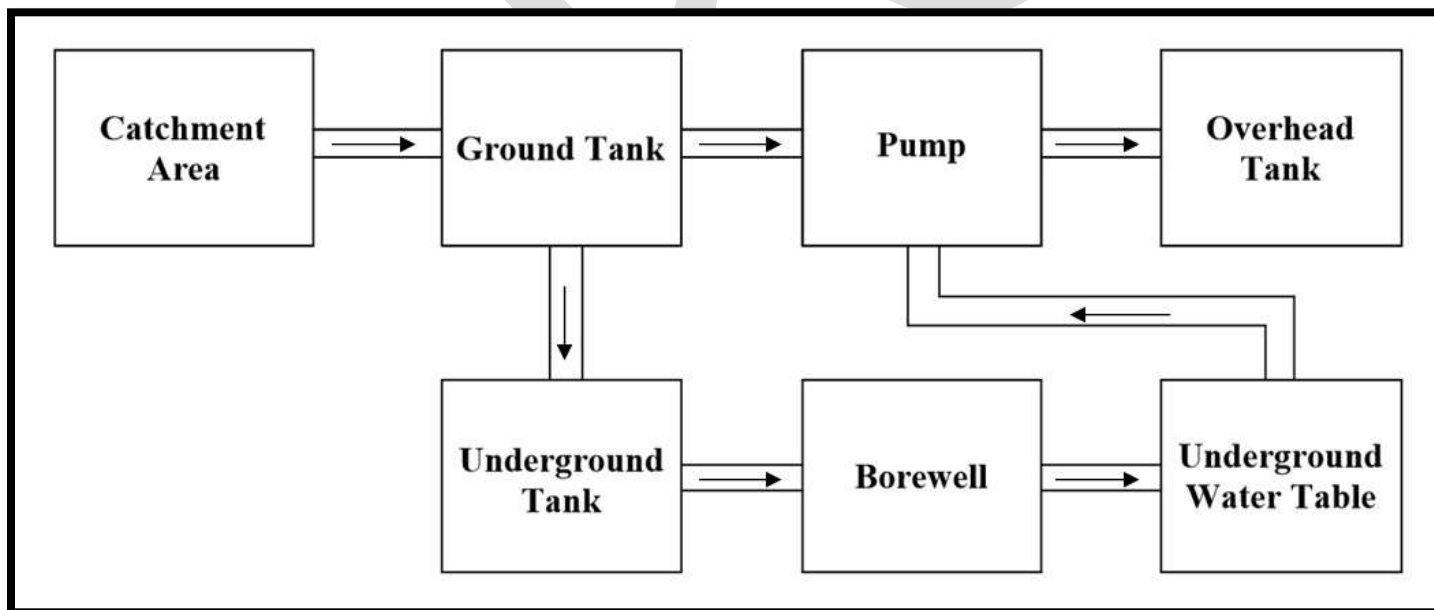 Catchment
Area
Ground Tank
Pump
Overhead
Tank
Underground
Tank
Borewell
Underground
Water Table